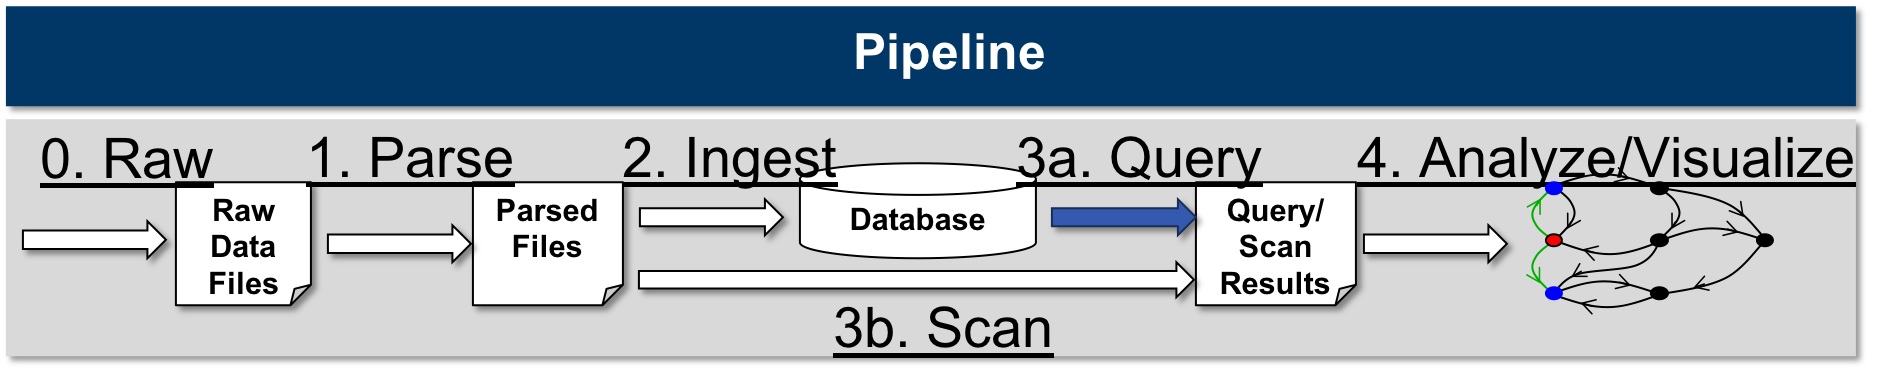 Pipeline
0. Raw
1. Parse
2. Ingest
3a. Query
4. Analyze/Visualize
Raw
Data
Files
Parsed
Files
Database
Query/
Scan
Results
3b. Scan